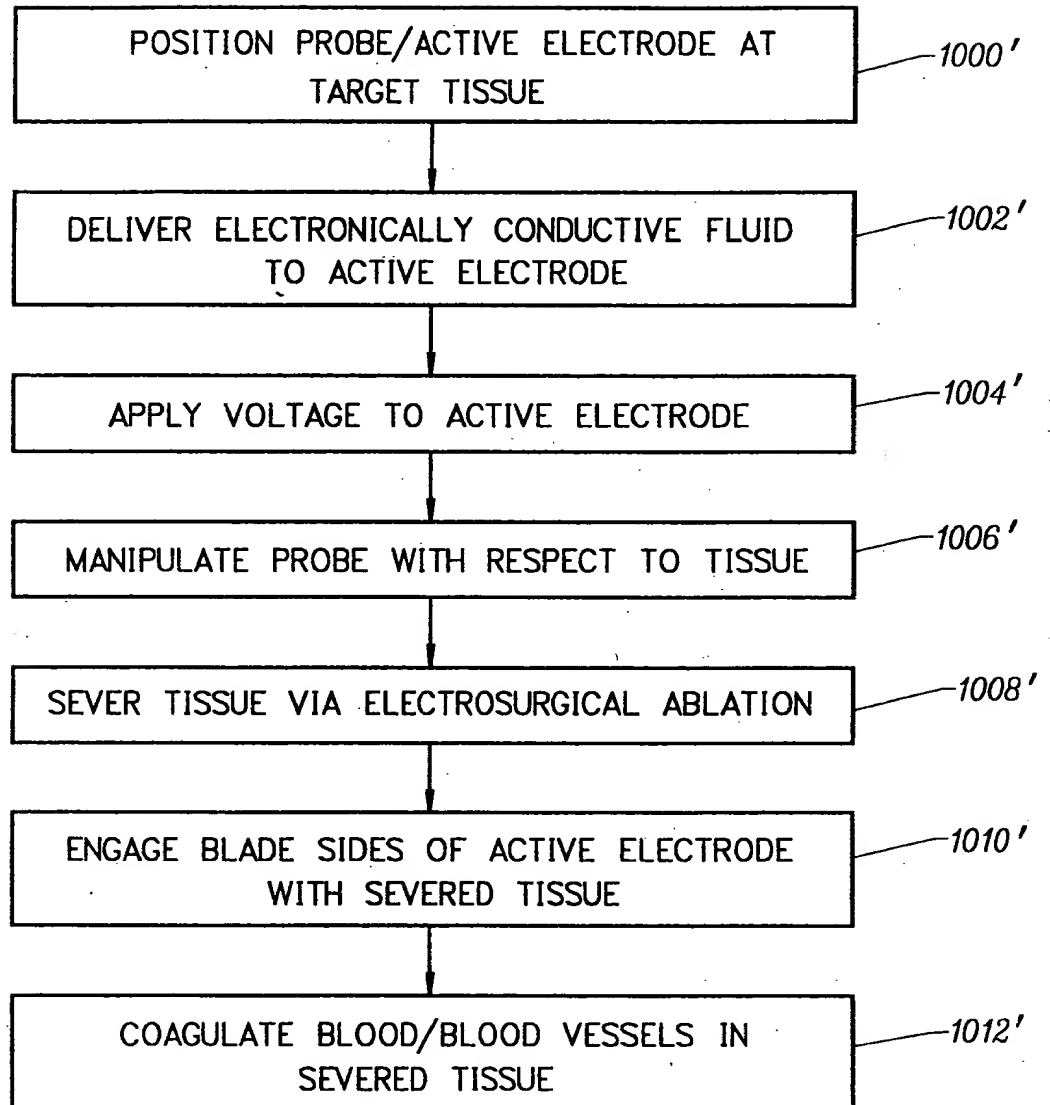 POSITION PROBE/ACTIVE ELECTRODE AT
TARGET TISSUE
1000'
DELIVER ELECTRONICALLY CONDUCTIVE FLUID
TO ACTIVE ELECTRODE
1002'
APPLY VOLTAGE TO ACTIVE ELECTRODE
1004'
MANIPULATE PROBE WITH RESPECT TO TISSUE
1006'
SEVER TISSUE VIA ELECTROSURGICAL ABLATION
1008'
ENGAGE BLADE SIDES OF ACTIVE ELECTRODE
WITH SEVERED TISSUE
1010'
COAGULATE BLOOD/BLOOD VESSELS IN
SEVERED TISSUE
1012'